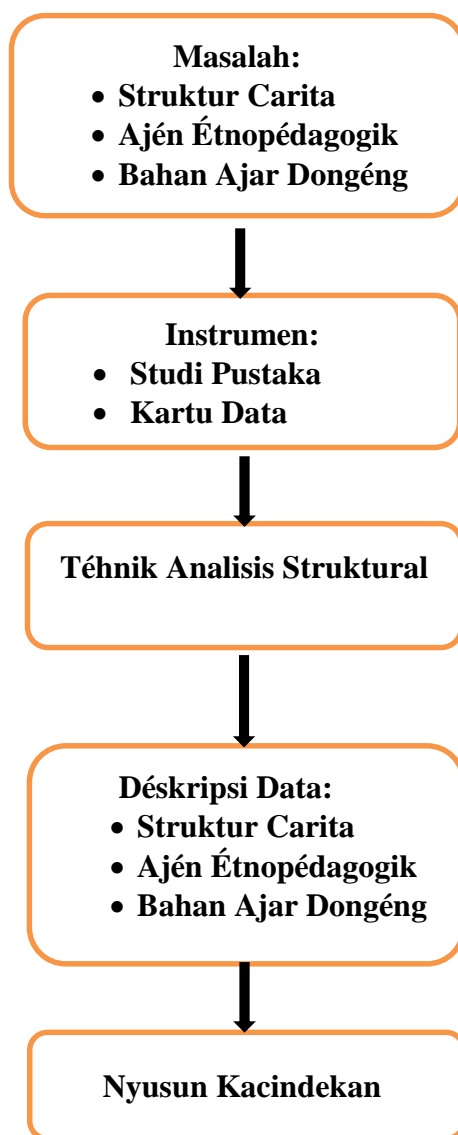 Masalah:
• Struktur Carita
• Ajén Étnopédagogik
• Bahan Ajar Dongéng
Instrumen:
• Studi Pustaka
• Kartu Data
Téhnik Analisis Struktural
Déskripsi Data:
• Struktur Carita
• Ajén Étnopédagogik
• Bahan Ajar Dongéng
Nyusun Kacindekan